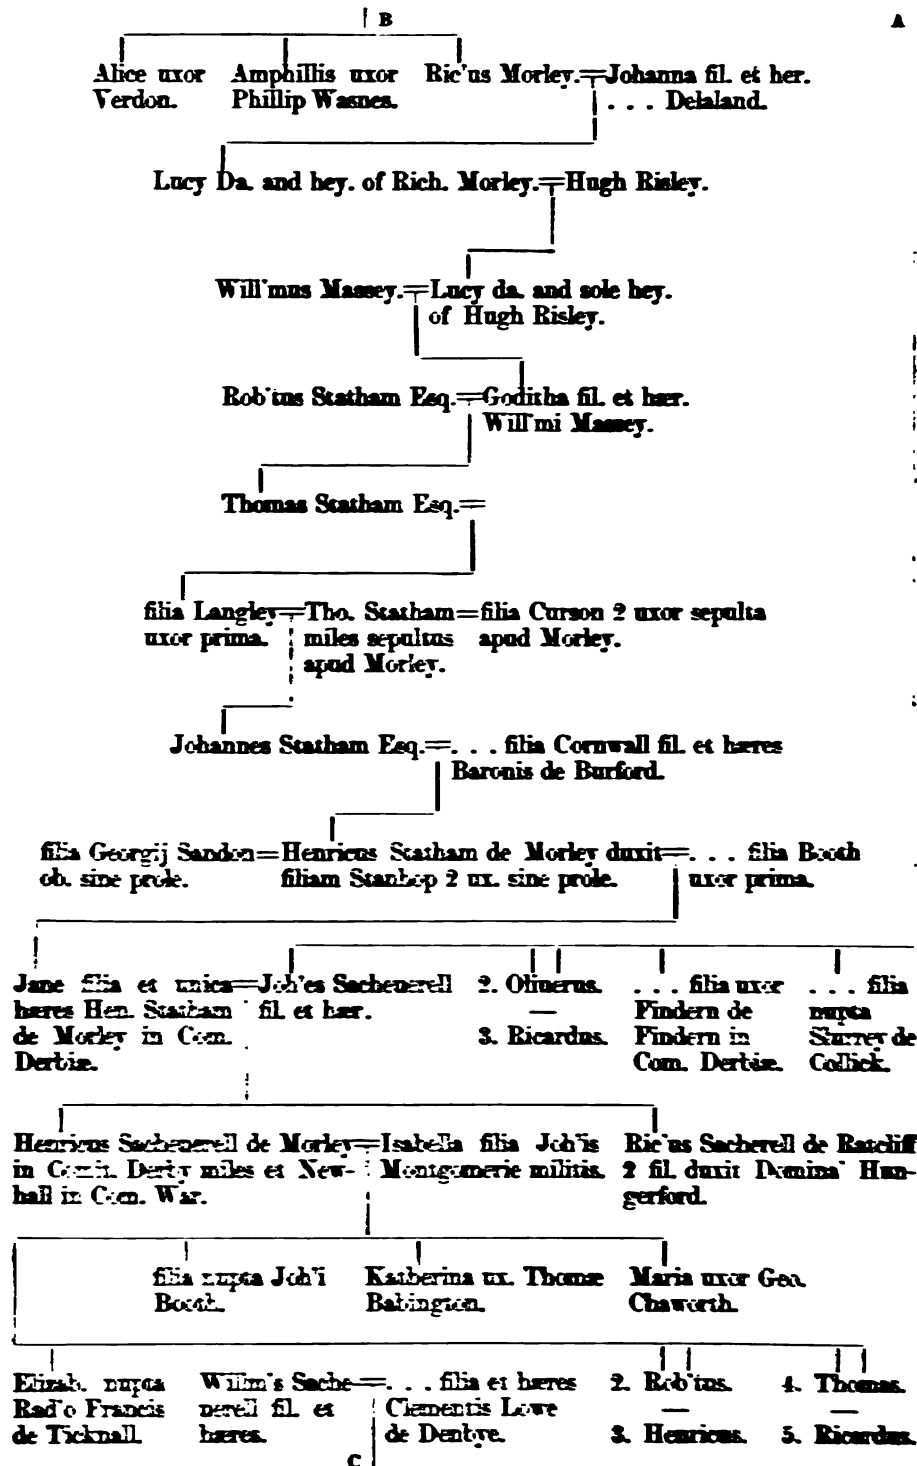 B
A
Alice uxor Amphillis uxor Ric'us Morley.=Johanna fil. et her.
Verdon. Phillip Wasnes. . . . Delaland.
Lucy Da. and hey. of Rich. Morley.=Hugh Risley.
Will'mus Massey.=Lucy da. and sole hey.
of Hugh Risley.
Rob'tus Statham Esq.=Goditha fil. et hær.
Will'mi Massey.
Thomas Statham Esq.=
filia Langley=Tho. Statham=filia Curson 2 uxor sepulta
uxor prima. miles sepultus apud Morley.
apud Morley.
Johannes Statham Esq.=. . . filia Cornwall fil. et hæres
Baronis de Burford.
filia Georgij Sandon=Henricus Statham de Morley duxit=. . . filia Booth
ob. sine prole. filiam Stanhop 2 ux. sine prole. uxor prima.
Jane filia et unica=Joh'es Sacheuerell 2. Oliuerus. . . . filia uxor . . . filia
hæres Hen. Statham fil. et hær. — Findern de nupta
de Morley in Com. 3. Ricardus. Findern in de
Derbiæ. Com. Derbiæ.
Henricus Sacheuerell de Morley=Isabella filia Joh'is Ric'us Sacherell de Ratcliff
in Comit. Derby miles et New- Montgomerie militis. 2 fil. duxit Domina' Hun-
hall in Com. War. gerford.
filia nupta Joh'i Katherina ux. Thomæ Maria uxor Geo.
Booth. Babington. Chaworth.
Elizab. nupta Willm's Sache-=. . . filia et hæres 2. Rob'tus. 4. Thomas.
Rad'o Francis uerell fil. et Clementis Lowe — —
de Ticknall. hæres. de Denbye. 3. Henricus. 5. Ricardus.
C